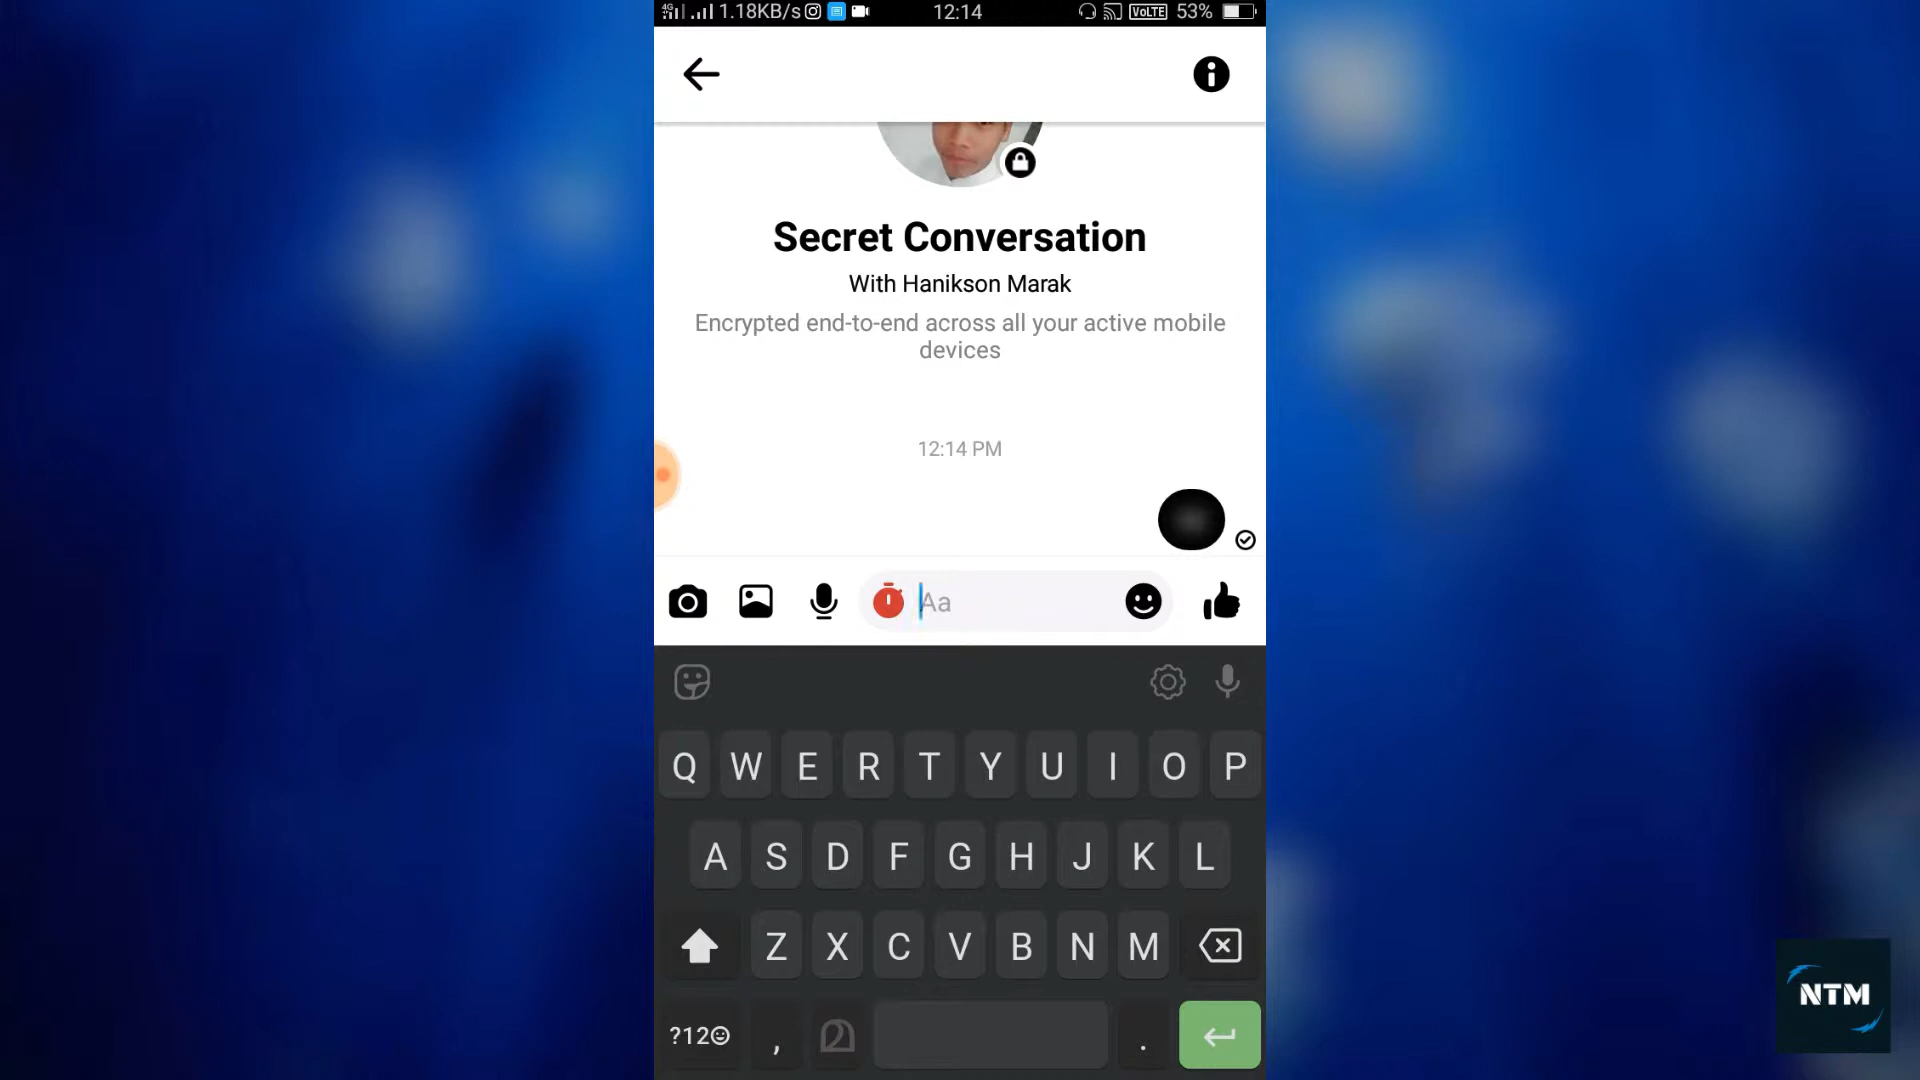 4G 1.18KB/s 12:14 VoLTE 53%
Secret Conversation
With Hanikson Marak
Encrypted end-to-end across all your active mobile
devices
12:14 PM
Aa
Q W E R T Y U I O P
A S D F G H J K L
Z X C V B N M
?12☺ , മ .
NTM